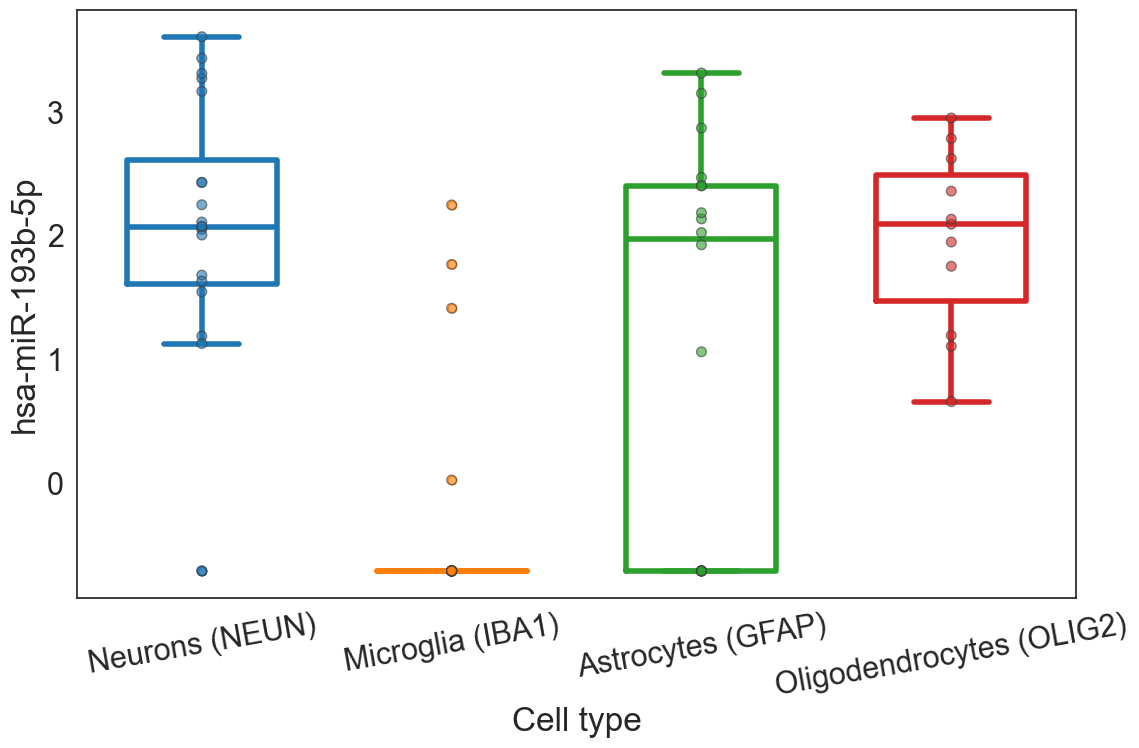 hsa-miR-193b-5p
3
2
1
0
Neurons (NEUN)
Microglia (IBA1)
Astrocytes (GFAP)
Oligodendrocytes (OLIG2)
Cell type